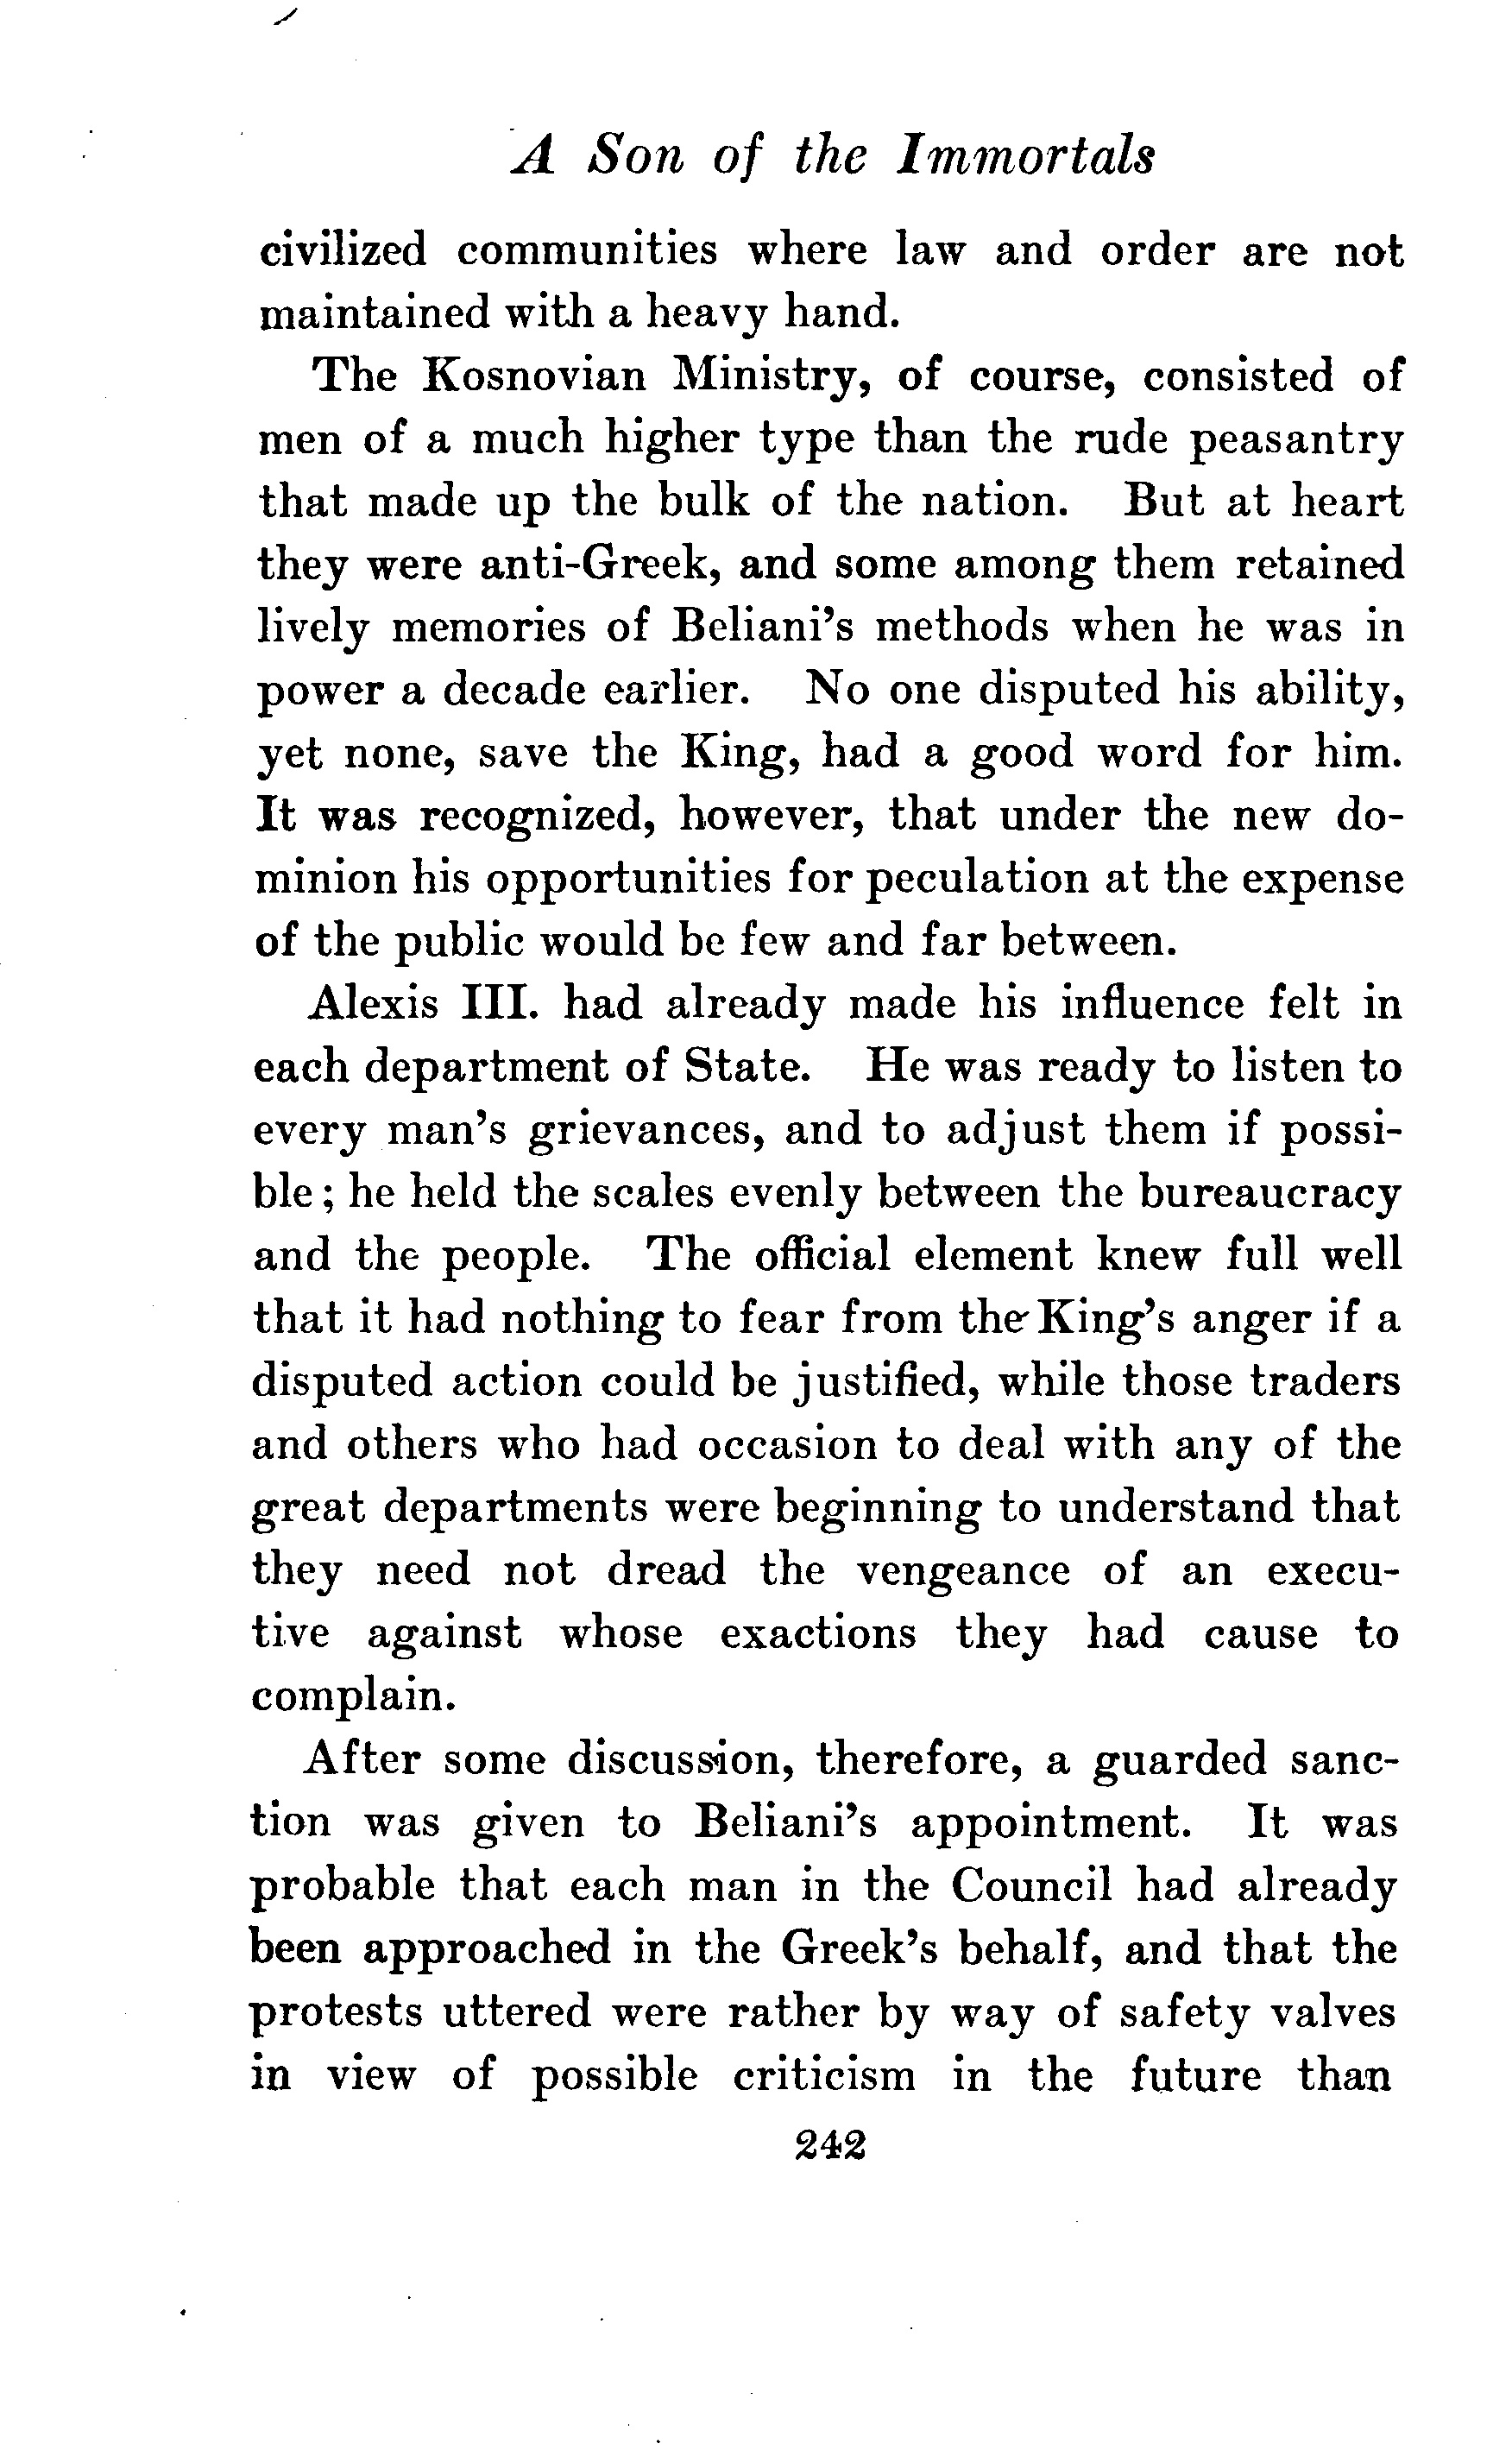 A Son of the Immortals
civilized communities where law and order are not
maintained with a heavy hand.
The Kosnovian Ministry, of course, consisted of
men of a much higher type than the rude peasantry
that made up the bulk of the nation. But at heart
they were anti-Greek, and some among them retained
lively memories of Beliani's methods when he was in
power a decade earlier. No one disputed his ability,
yet none, save the King, had a good word for him.
It was recognized, however, that under the new do-
minion his opportunities for peculation at the expense
of the public would be few and far between.
Alexis III. had already made his influence felt in
each department of State. He was ready to listen to
every man's grievances, and to adjust them if possi-
ble; he held the scales evenly between the bureaucracy
and the people. The official element knew full well
that it had nothing to fear from the King's anger if a
disputed action could be justified, while those traders
and others who had occasion to deal with any of the
great departments were beginning to understand that
they need not dread the vengeance of an execu-
tive against whose exactions they had cause to
complain.
After some discussion, therefore, a guarded sanc-
tion was given to Beliani's appointment. It was
probable that each man in the Council had already
been approached in the Greek's behalf, and that the
protests uttered were rather by way of safety valves
in view of possible criticism in the future than
242